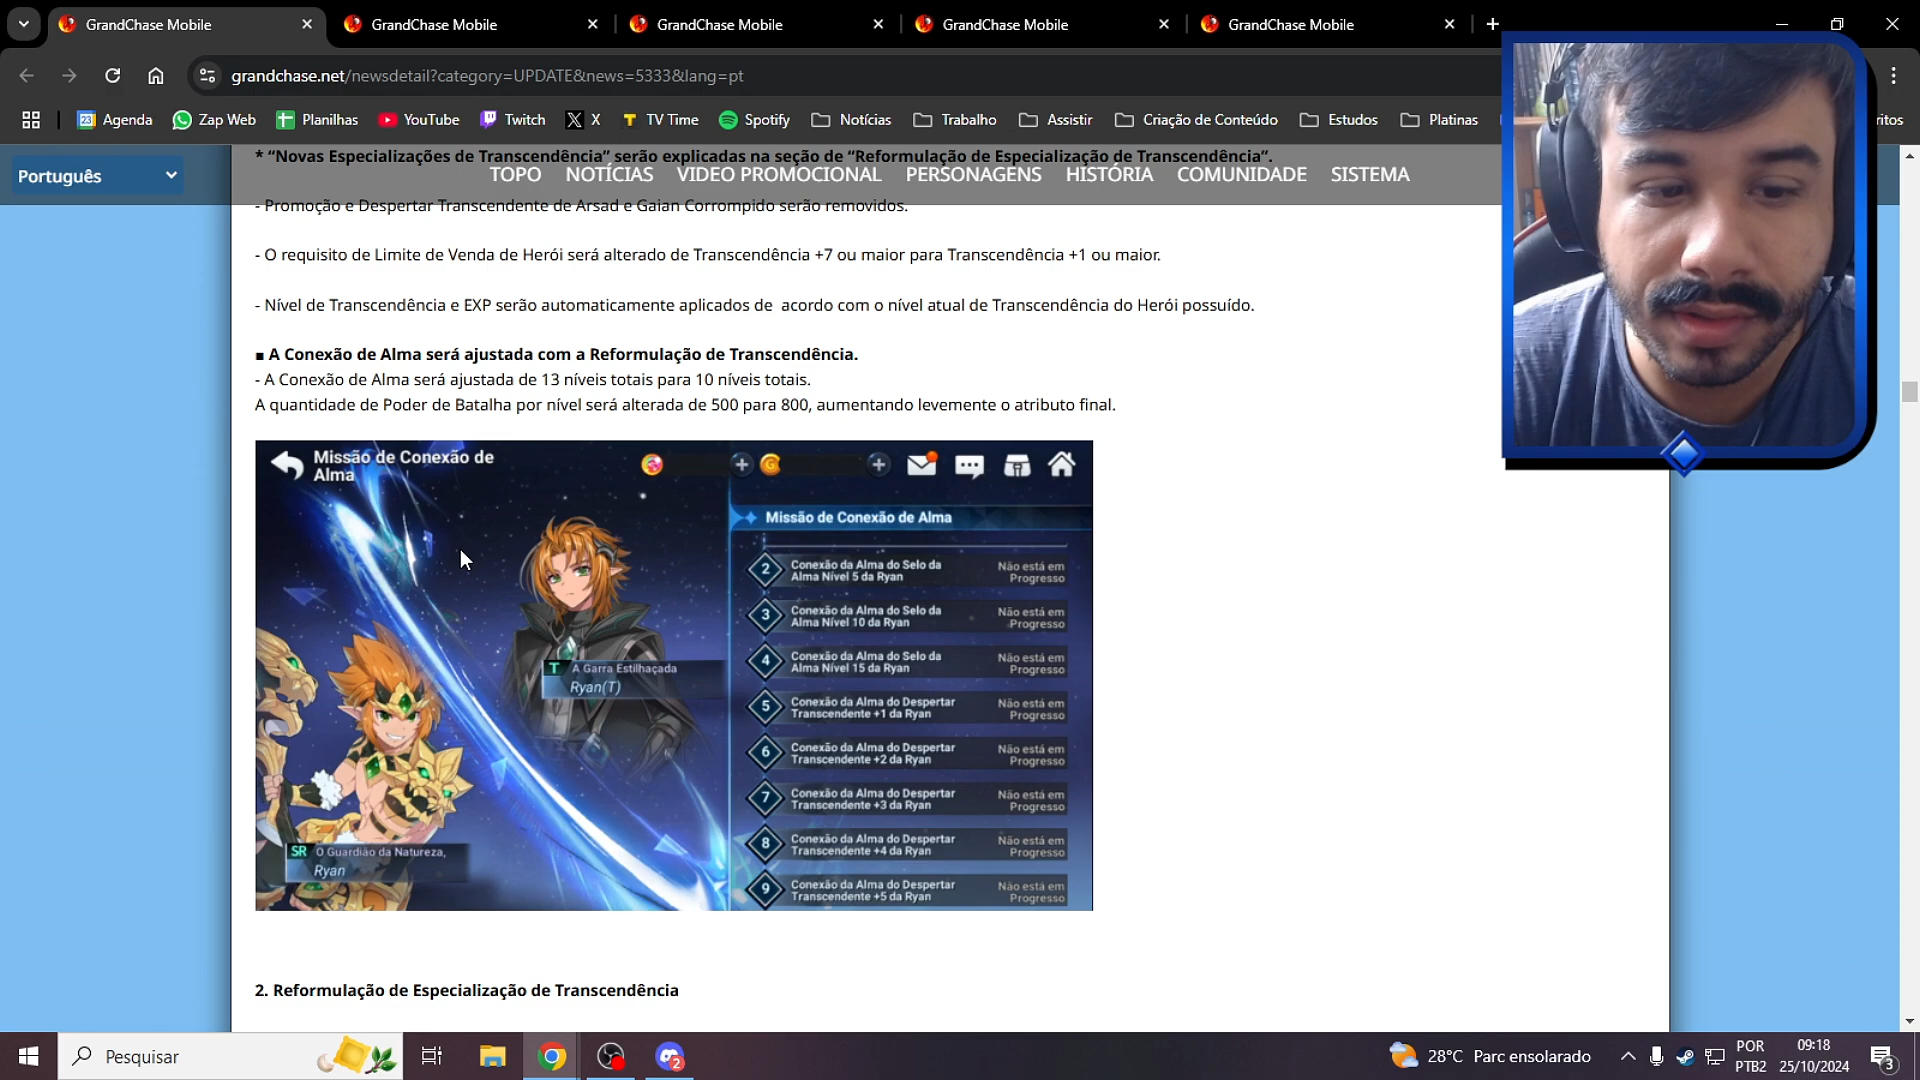 GrandChase Mobile
GrandChase Mobile
GrandChase Mobile
GrandChase Mobile
GrandChase Mobile
grandchase.net/newsdetail?category=UPDATE&news=5333&lang=pt
Agenda
Zap Web
Planilhas
YouTube
Twitch
X
TV Time
Spotify
Notícias
Trabalho
Assistir
Criação de Conteúdo
Estudos
Platinas
ritos
* “Novas Especializações de Transcendência” serão explicadas na seção de “Reformulação de Especialização de Transcendência”.
Português
TOPO NOTÍCIAS VIDEO PROMOCIONAL PERSONAGENS HISTÓRIA COMUNIDADE SISTEMA
- Promoção e Despertar Transcendente de Arsad e Gaian Corrompido serão removidos.
- O requisito de Limite de Venda de Herói será alterado de Transcendência +7 ou maior para Transcendência +1 ou maior.
- Nível de Transcendência e EXP serão automaticamente aplicados de acordo com o nível atual de Transcendência do Herói possuído.
■ A Conexão de Alma será ajustada com a Reformulação de Transcendência.
- A Conexão de Alma será ajustada de 13 níveis totais para 10 níveis totais.
A quantidade de Poder de Batalha por nível será alterada de 500 para 800, aumentando levemente o atributo final.
Missão de Conexão de
Alma
Missão de Conexão de Alma
2 Conexão da Alma do Selo da
Alma Nível 5 da Ryan
Não está em
Progresso
3 Conexão da Alma do Selo da
Alma Nível 10 da Ryan
Não está em
Progresso
4 Conexão da Alma do Selo da
Alma Nível 15 da Ryan
Não está em
Progresso
5 Conexão da Alma do Despertar
Transcendente +1 da Ryan
Não está em
Progresso
6 Conexão da Alma do Despertar
Transcendente +2 da Ryan
Não está em
Progresso
7 Conexão da Alma do Despertar
Transcendente +3 da Ryan
Não está em
Progresso
8 Conexão da Alma do Despertar
Transcendente +4 da Ryan
Não está em
Progresso
9 Conexão da Alma do Despertar
Transcendente +5 da Ryan
Não está em
Progresso
T A Garra Estilhaçada
Ryan(T)
SR O Guardião da Natureza,
Ryan
2. Reformulação de Especialização de Transcendência
Pesquisar
2
28°C Parc ensolarado
POR
PTB2
09:18
25/10/2024
3